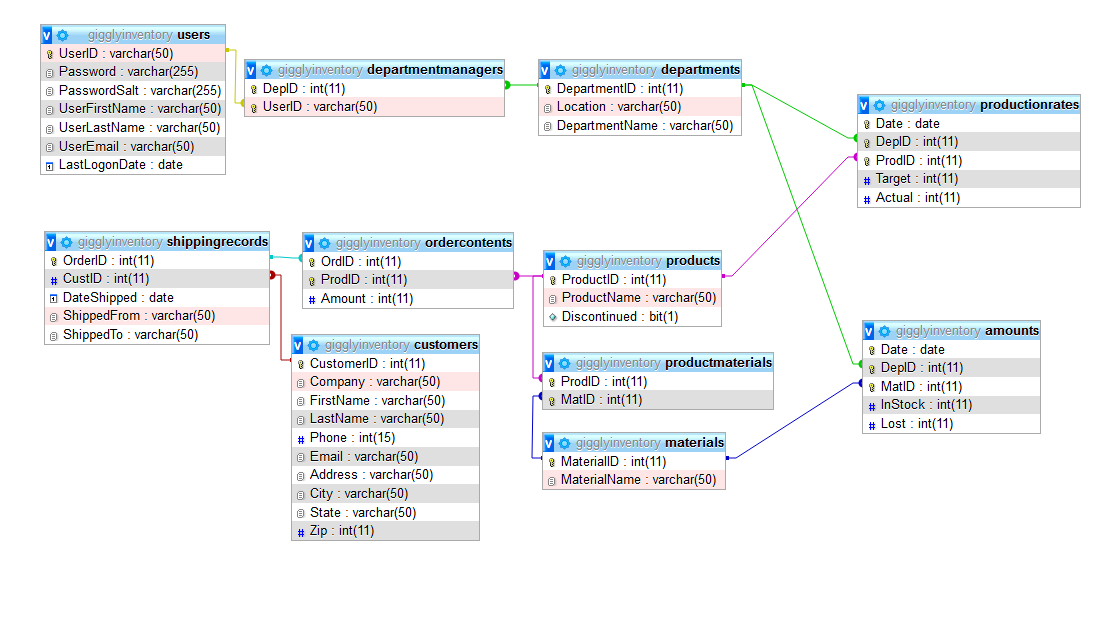 gigglyinventory users
UserID : varchar(50)
Password : varchar(255)
PasswordSalt : varchar(255)
UserFirstName : varchar(50)
UserLastName : varchar(50)
UserEmail : varchar(50)
LastLogonDate : date
gigglyinventory departmentmanagers
DepID : int(11)
UserID : varchar(50)
gigglyinventory departments
DepartmentID : int(11)
Location : varchar(50)
DepartmentName : varchar(50)
gigglyinventory productionrates
Date : date
DepID : int(11)
ProdID : int(11)
Target : int(11)
Actual : int(11)
gigglyinventory shippingrecords
OrderID : int(11)
CustID : int(11)
DateShipped : date
ShippedFrom : varchar(50)
ShippedTo : varchar(50)
gigglyinventory ordercontents
OrdID : int(11)
ProdID : int(11)
Amount : int(11)
gigglyinventory products
ProductID : int(11)
ProductName : varchar(50)
Discontinued : bit(1)
gigglyinventory customers
CustomerID : int(11)
Company : varchar(50)
FirstName : varchar(50)
LastName : varchar(50)
Phone : int(15)
Email : varchar(50)
Address : varchar(50)
City : varchar(50)
State : varchar(50)
Zip : int(11)
gigglyinventory productmaterials
ProdID : int(11)
MatID : int(11)
gigglyinventory materials
MaterialID : int(11)
MaterialName : varchar(50)
gigglyinventory amounts
Date : date
DepID : int(11)
MatID : int(11)
InStock : int(11)
Lost : int(11)